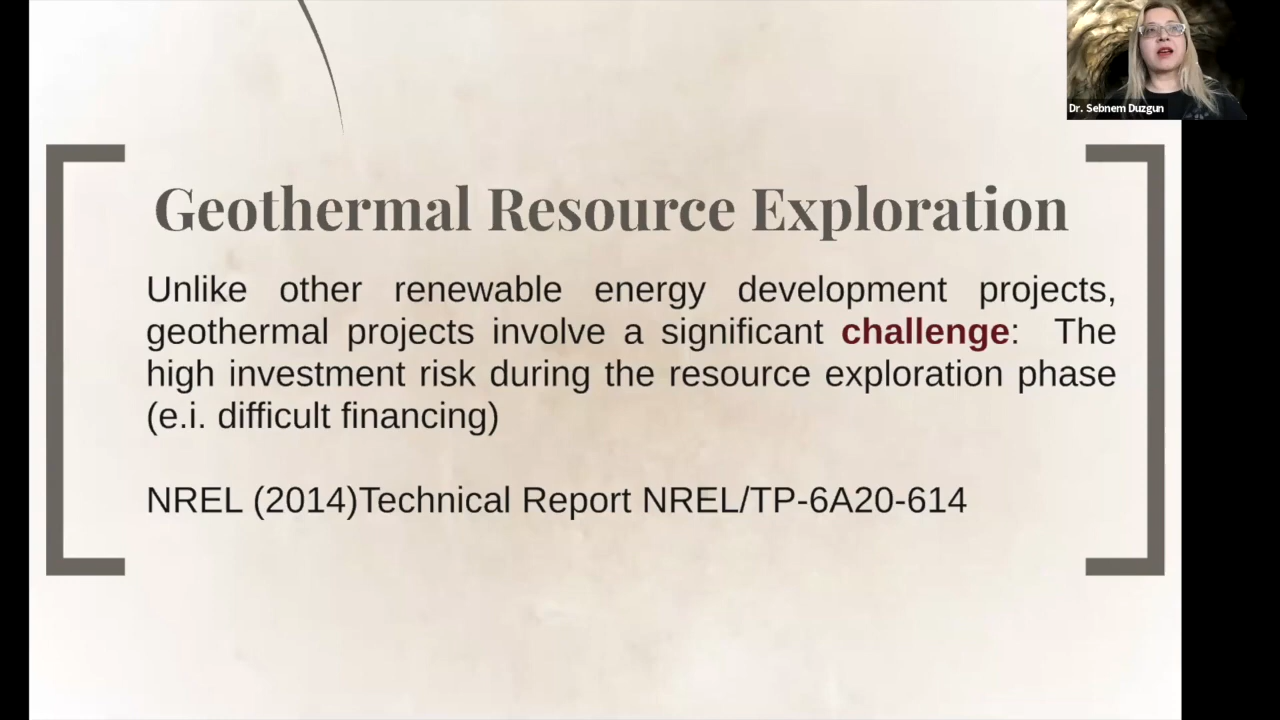 Dr. Sebnem Duzgun
Geothermal Resource Exploration
Unlike other renewable energy development projects,
geothermal projects involve a significant challenge: The
high investment risk during the resource exploration phase
(e.i. difficult financing)
NREL (2014)Technical Report NREL/TP-6A20-614